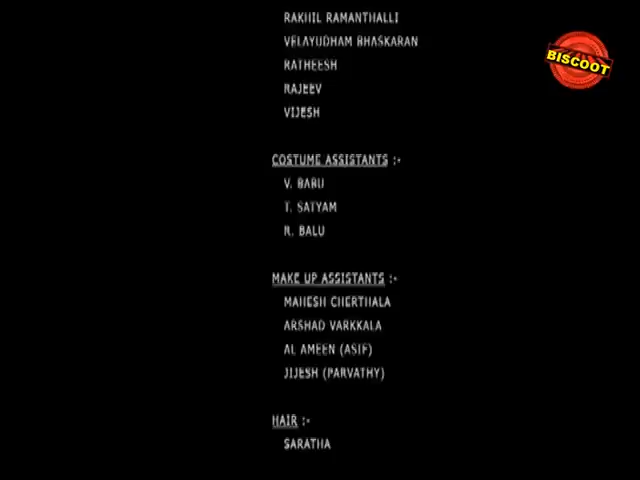 RAKHIL RAMANTHALLI
VELAYUDHAM BHASKARAN
RATHEESH
RAJEEV
VIJESH
BISCOOT
COSTUME ASSISTANTS :-
V. BABU
T. SATYAM
R. BALU
MAKE UP ASSISTANTS :-
MAHESH CHERTHALA
ARSHAD VARKKALA
AL AMEEN (ASIF)
JIJESH (PARVATHY)
HAIR :-
SARATHA